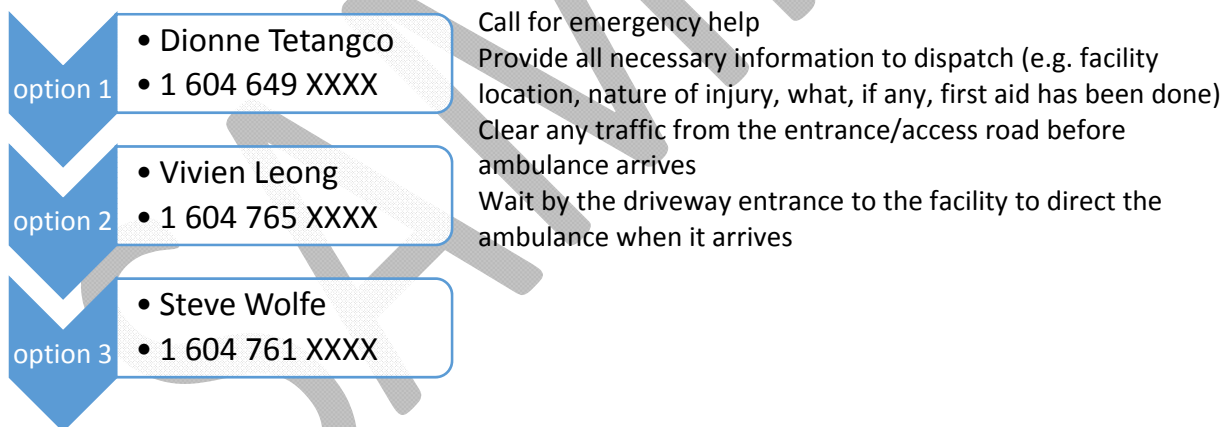 option 1
• Dionne Tetangco
• 1 604 649 XXXX
option 2
• Vivien Leong
• 1 604 765 XXXX
option 3
• Steve Wolfe
• 1 604 761 XXXX
Call for emergency help
Provide all necessary information to dispatch (e.g. facility
location, nature of injury, what, if any, first aid has been done)
Clear any traffic from the entrance/access road before
ambulance arrives
Wait by the driveway entrance to the facility to direct the
ambulance when it arrives